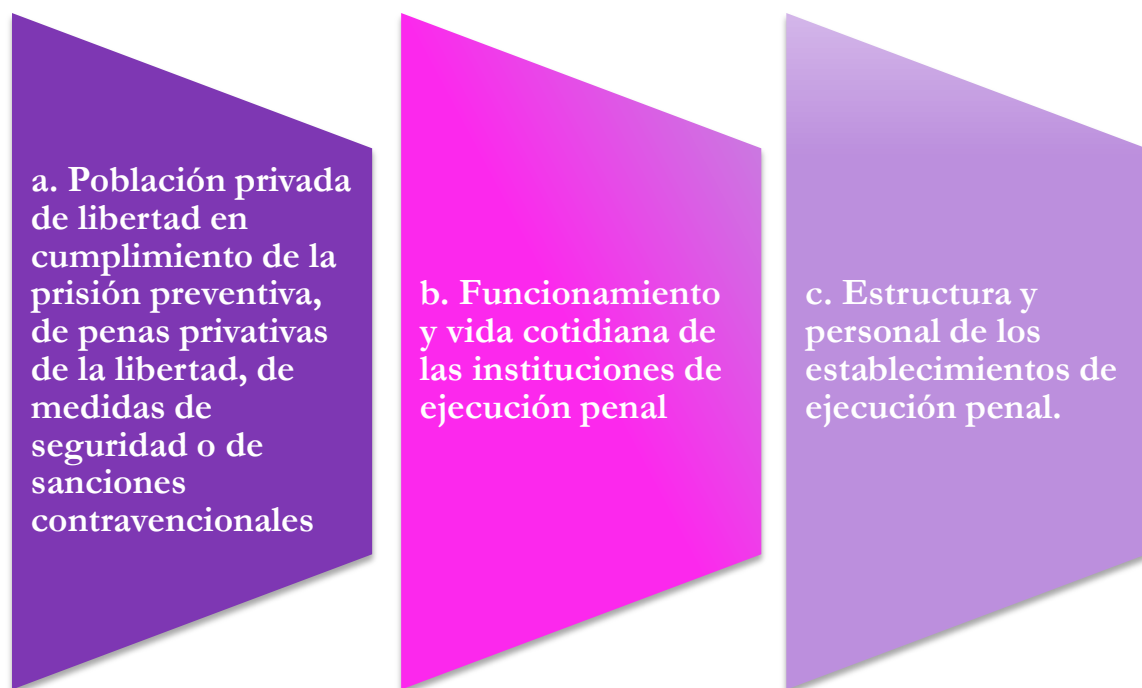 a. Población privada
de libertad en
cumplimiento de la
prisión preventiva,
de penas privativas
de la libertad, de
medidas de
seguridad o de
sanciones
contravencionales
b. Funcionamiento
y vida cotidiana de
las instituciones de
ejecución penal
c. Estructura y
personal de los
establecimientos de
ejecución penal.